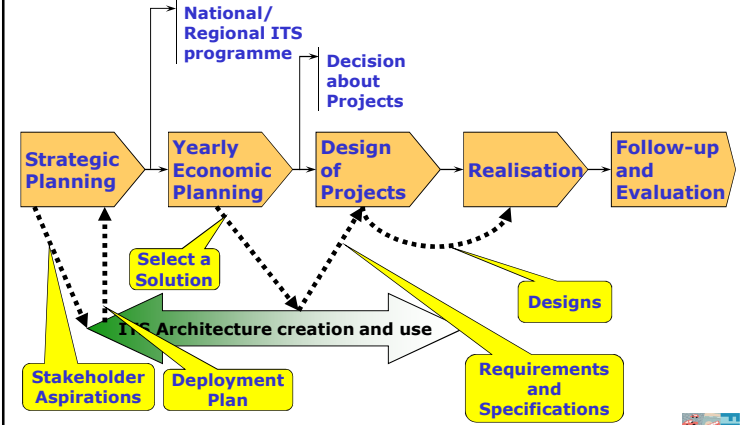 National/
Regional ITS
programme
Decision
about
Projects
Strategic
Planning
Yearly
Economic
Planning
Design
of
Projects
Realisation
Follow-up
and
Evaluation
Select a
Solution
Designs
ITS Architecture creation and use
Stakeholder
Aspirations
Deployment
Plan
Requirements
and
Specifications